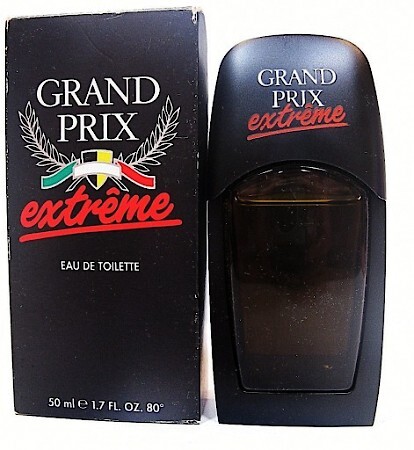 GRAND
PRIX
extrême
EAU DE TOILETTE
50 ml ℮ 1.7 FL. OZ. 80°
GRAND
PRIX
extrême